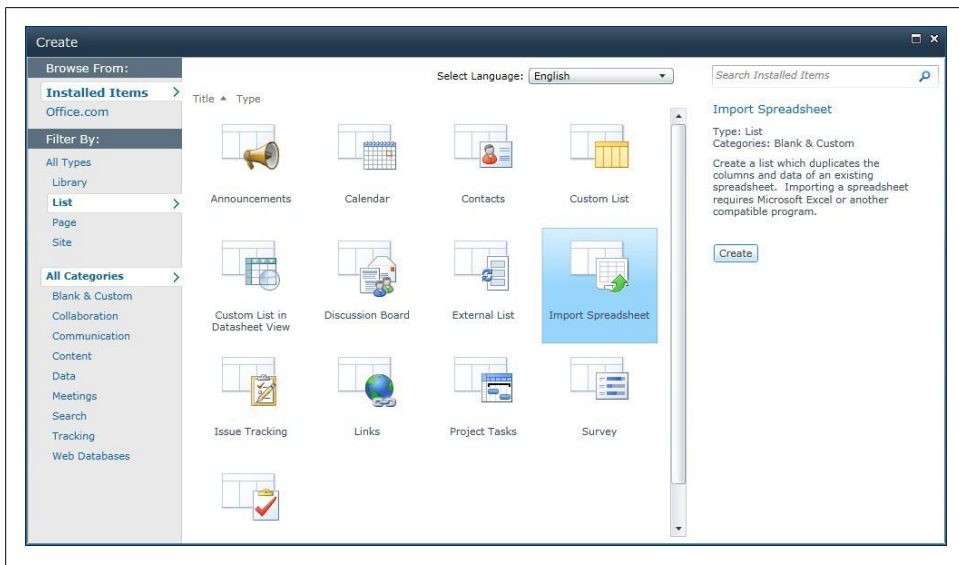 Create
Browse From:
Installed Items
Office.com
Filter By:
All Types
Library
List
Page
Site
All Categories
Blank & Custom
Collaboration
Communication
Content
Data
Meetings
Search
Tracking
Web Databases
Select Language: English
Title Type
Announcements
Calendar
Contacts
Custom List
Custom List in
Datasheet View
Discussion Board
External List
Import Spreadsheet
Issue Tracking
Links
Project Tasks
Survey
Search Installed Items
Import Spreadsheet
Type: List
Categories: Blank & Custom
Create a list which duplicates the
columns and data of an existing
spreadsheet. Importing a spreadsheet
requires Microsoft Excel or another
compatible program.
Create